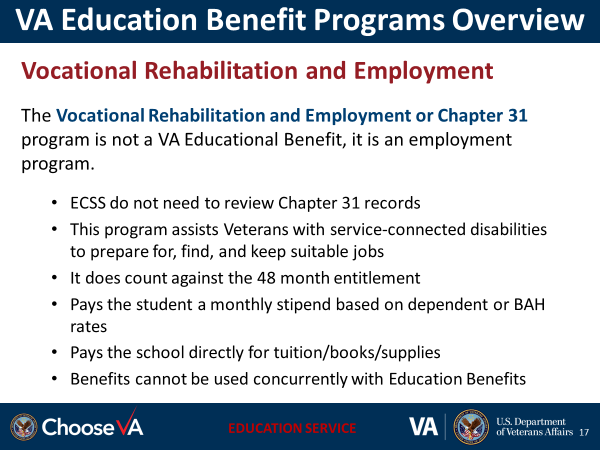 VA Education Benefit Programs Overview
Vocational Rehabilitation and Employment
The Vocational Rehabilitation and Employment or Chapter 31
program is not a VA Educational Benefit, it is an employment
program.
• ECSS do not need to review Chapter 31 records
• This program assists Veterans with service-connected disabilities
to prepare for, find, and keep suitable jobs
• It does count against the 48 month entitlement
• Pays the student a monthly stipend based on dependent or BAH
rates
• Pays the school directly for tuition/books/supplies
• Benefits cannot be used concurrently with Education Benefits
Choose VA
EDUCATION SERVICE
VA
U.S. Department
of Veterans Affairs
17